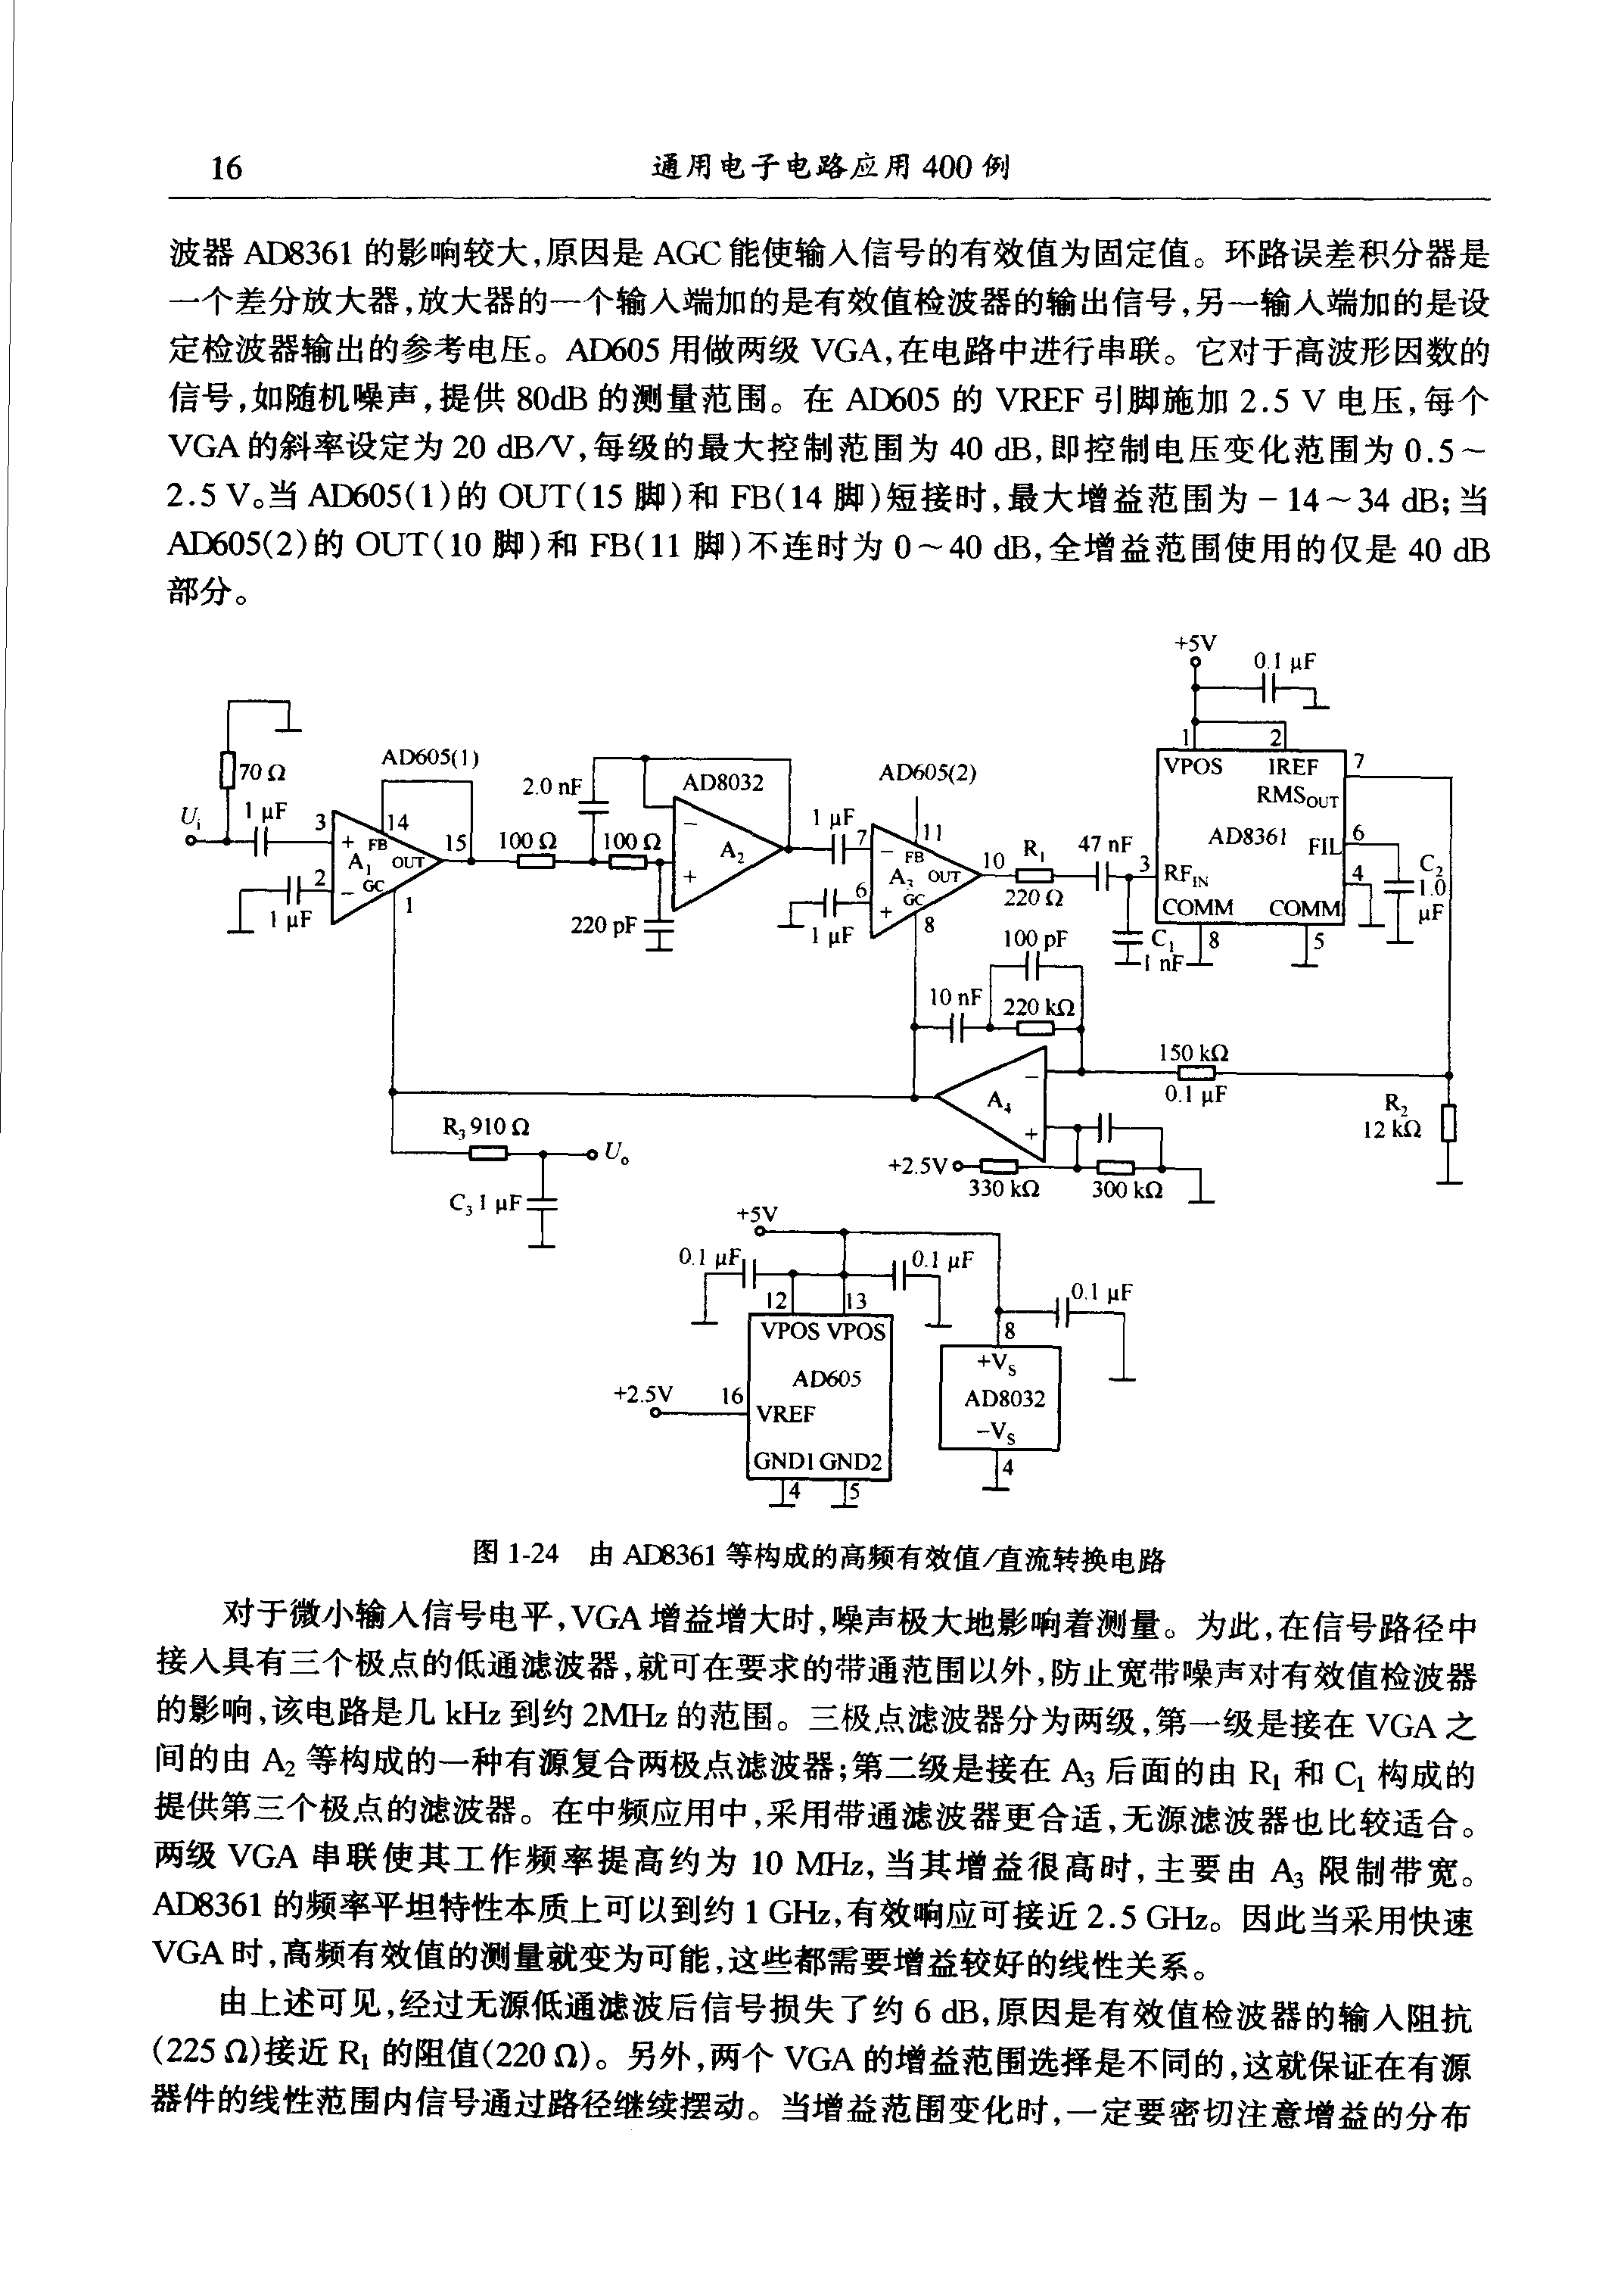 16
通用电子电路应用 400 例
波器 AD8361 的影响较大,原因是 AGC 能使输入信号的有效值为固定值。环路误差积分器是
一个差分放大器,放大器的一个输入端加的是有效值检波器的输出信号,另一输入端加的是设
定检波器输出的参考电压。AD605 用做两级 VGA,在电路中进行串联。它对于高波形因数的
信号,如随机噪声,提供 80dB 的测量范围。在 AD605 的 VREF 引脚施加 2.5 V 电压,每个
VGA 的斜率设定为 20 dB/V,每级的最大控制范围为 40 dB,即控制电压变化范围为 0.5~
2.5 V。当 AD605(1)的 OUT(15 脚)和 FB(14 脚)短接时,最大增益范围为 -14~34 dB;当
AD605(2)的 OUT(10 脚)和 FB(11 脚)不连时为 0~40 dB,全增益范围使用的仅是 40 dB
部分。
+5V
0.1 μF
1
2
VPOS
IREF
RMSOUT
7
AD8361
FIL
6
C2
1.0
μF
4
3
RFIN
COMM
COMM
8
5
70 Ω
Ui
1 μF
3
2
1 μF
AD605(1)
14
+
FB
A1
OUT
GC
-
15
1
100 Ω
2.0 nF
100 Ω
220 pF
AD8032
-
A2
+
1 μF
7
6
1 μF
AD605(2)
11
-
FB
A3
OUT
GC
+
8
10
R1
220 Ω
47 nF
C1
1 nF
100 pF
10 nF
220 kΩ
150 kΩ
0.1 μF
-
A4
+
R2
12 kΩ
+2.5V
330 kΩ
300 kΩ
R3 910 Ω
Uo
C3 1 μF
+5V
0.1 μF
0.1 μF
12
13
VPOS VPOS
AD605
+2.5V
16
VREF
GND1 GND2
4
5
0.1 μF
8
+VS
AD8032
-VS
4
图 1-24 由 AD8361 等构成的高频有效值/直流转换电路
对于微小输入信号电平,VGA 增益增大时,噪声极大地影响着测量。为此,在信号路径中
接入具有三个极点的低通滤波器,就可在要求的带通范围以外,防止宽带噪声对有效值检波器
的影响,该电路是几 kHz 到约 2MHz 的范围。三极点滤波器分为两级,第一级是接在 VGA 之
间的由 A2 等构成的一种有源复合两极点滤波器;第二级是接在 A3 后面的由 R1 和 C1 构成的
提供第三个极点的滤波器。在中频应用中,采用带通滤波器更合适,无源滤波器也比较适合。
两级 VGA 串联使其工作频率提高约为 10 MHz,当其增益很高时,主要由 A3 限制带宽。
AD8361 的频率平坦特性本质上可以到约 1 GHz,有效响应可接近 2.5 GHz。因此当采用快速
VGA 时,高频有效值的测量就变为可能,这些都需要增益较好的线性关系。
由上述可见,经过无源低通滤波后信号损失了约 6 dB,原因是有效值检波器的输入阻抗
(225 Ω)接近 R1 的阻值(220 Ω)。另外,两个 VGA 的增益范围选择是不同的,这就保证在有源
器件的线性范围内信号通过路径继续摆动。当增益范围变化时,一定要密切注意增益的分布